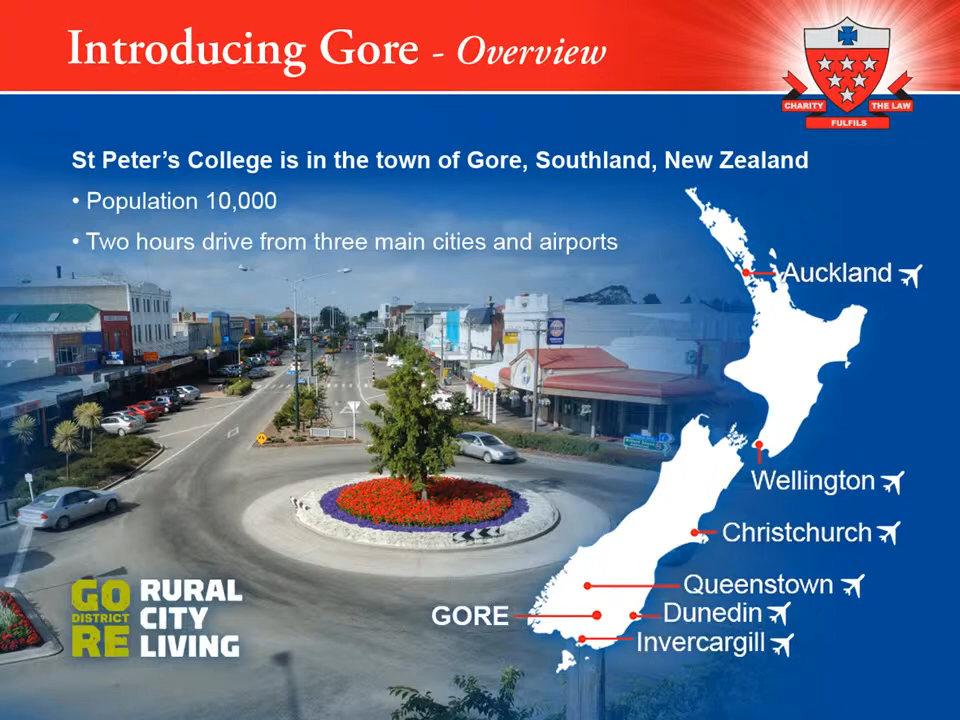 Introducing Gore - Overview
CHARITY
THE LAW
FULFILS
St Peter’s College is in the town of Gore, Southland, New Zealand
• Population 10,000
• Two hours drive from three main cities and airports
Auckland
Wellington
Christchurch
Queenstown
GORE
Dunedin
Invercargill
GO
DISTRICT
RE
RURAL
CITY
LIVING